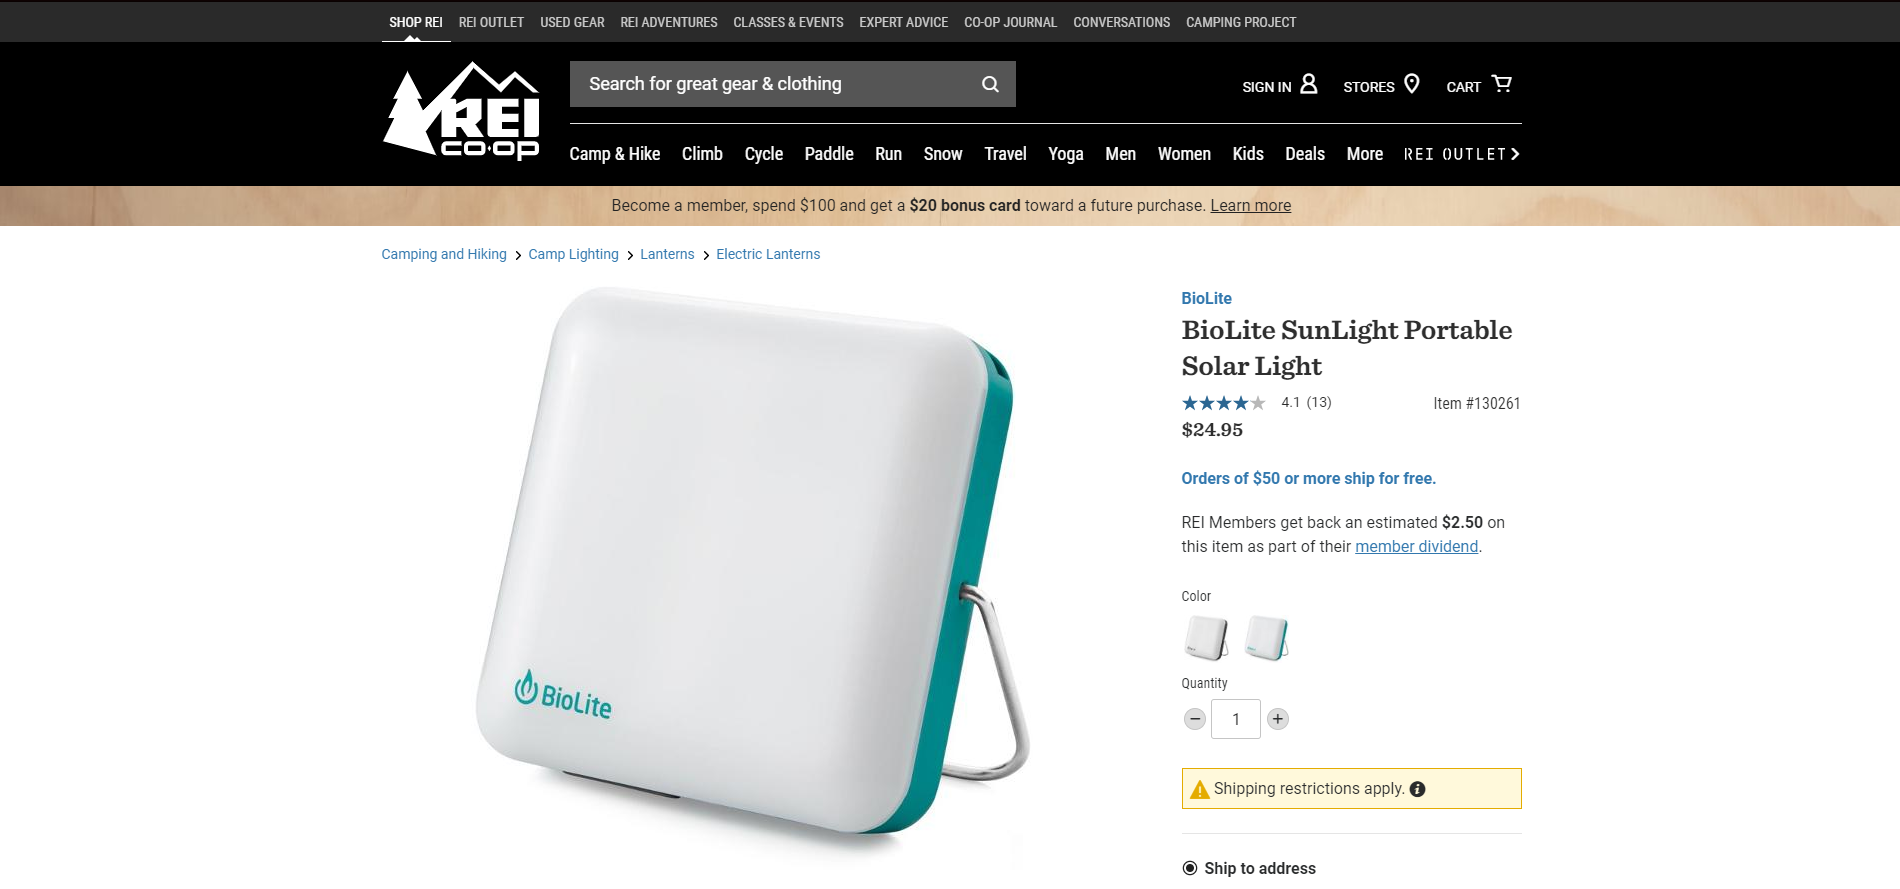 SHOP REI REI OUTLET USED GEAR REI ADVENTURES CLASSES & EVENTS EXPERT ADVICE CO-OP JOURNAL CONVERSATIONS CAMPING PROJECT
REI
CO·OP
Search for great gear & clothing
SIGN IN STORES CART
Camp & Hike Climb Cycle Paddle Run Snow Travel Yoga Men Women Kids Deals More REI OUTLET
Become a member, spend $100 and get a $20 bonus card toward a future purchase. Learn more
Camping and Hiking Camp Lighting Lanterns Electric Lanterns
BioLite
BioLite
BioLite SunLight Portable
Solar Light
4.1 (13)
Item #130261
$24.95
Orders of $50 or more ship for free.
REI Members get back an estimated $2.50 on
this item as part of their member dividend.
Color
Quantity
1
Shipping restrictions apply.
Ship to address